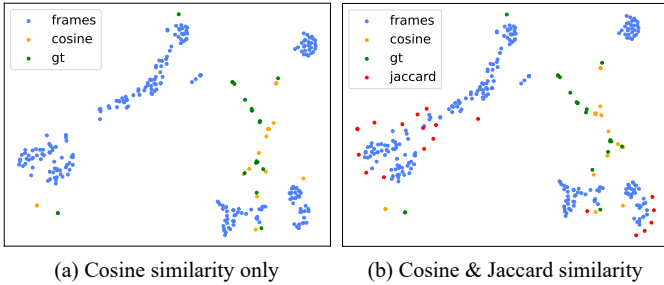 frames
cosine
gt
frames
cosine
gt
jaccard
(a) Cosine similarity only
(b) Cosine & Jaccard similarity